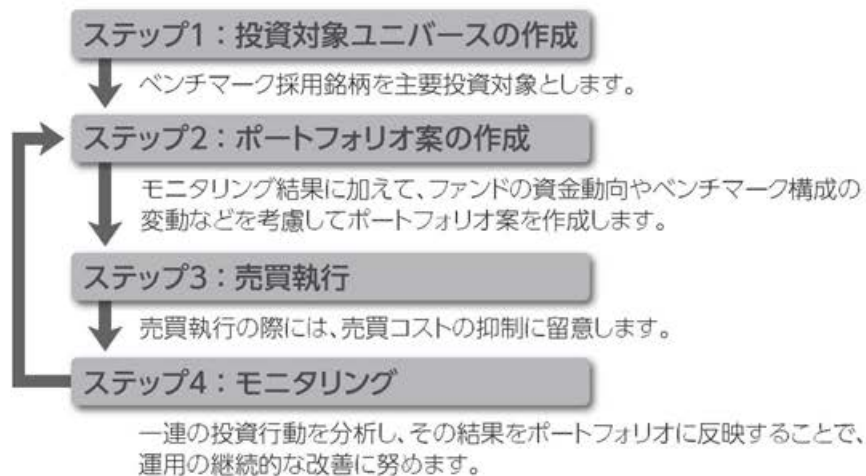 ステップ1：投資対象ユニバースの作成
ベンチマーク採用銘柄を主要投資対象とします。
ステップ2：ポートフォリオ案の作成
モニタリング結果に加えて、ファンドの資金動向やベンチマーク構成の
変動などを考慮してポートフォリオ案を作成します。
ステップ3：売買執行
売買執行の際には、売買コストの抑制に留意します。
ステップ4：モニタリング
一連の投資行動を分析し、その結果をポートフォリオに反映することで、
運用の継続的な改善に努めます。